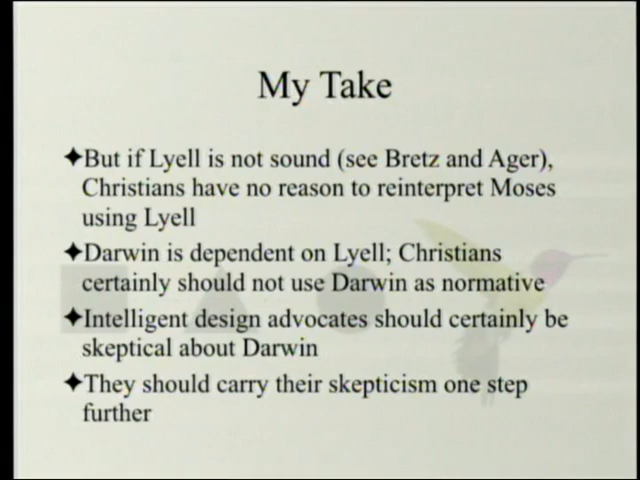 My Take
✦But if Lyell is not sound (see Bretz and Ager),
Christians have no reason to reinterpret Moses
using Lyell
✦Darwin is dependent on Lyell; Christians
certainly should not use Darwin as normative
✦Intelligent design advocates should certainly be
skeptical about Darwin
✦They should carry their skepticism one step
further